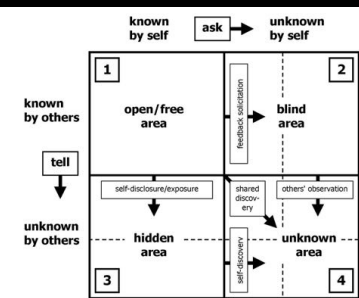 known
by self
ask
unknown
by self
1
2
known
by others
open/free
area
feedback solicitation
blind
area
tell
self-disclosure/exposure
shared
discov-
ery
others' observation
unknown
by others
hidden
area
self-discovery
unknown
area
3
4